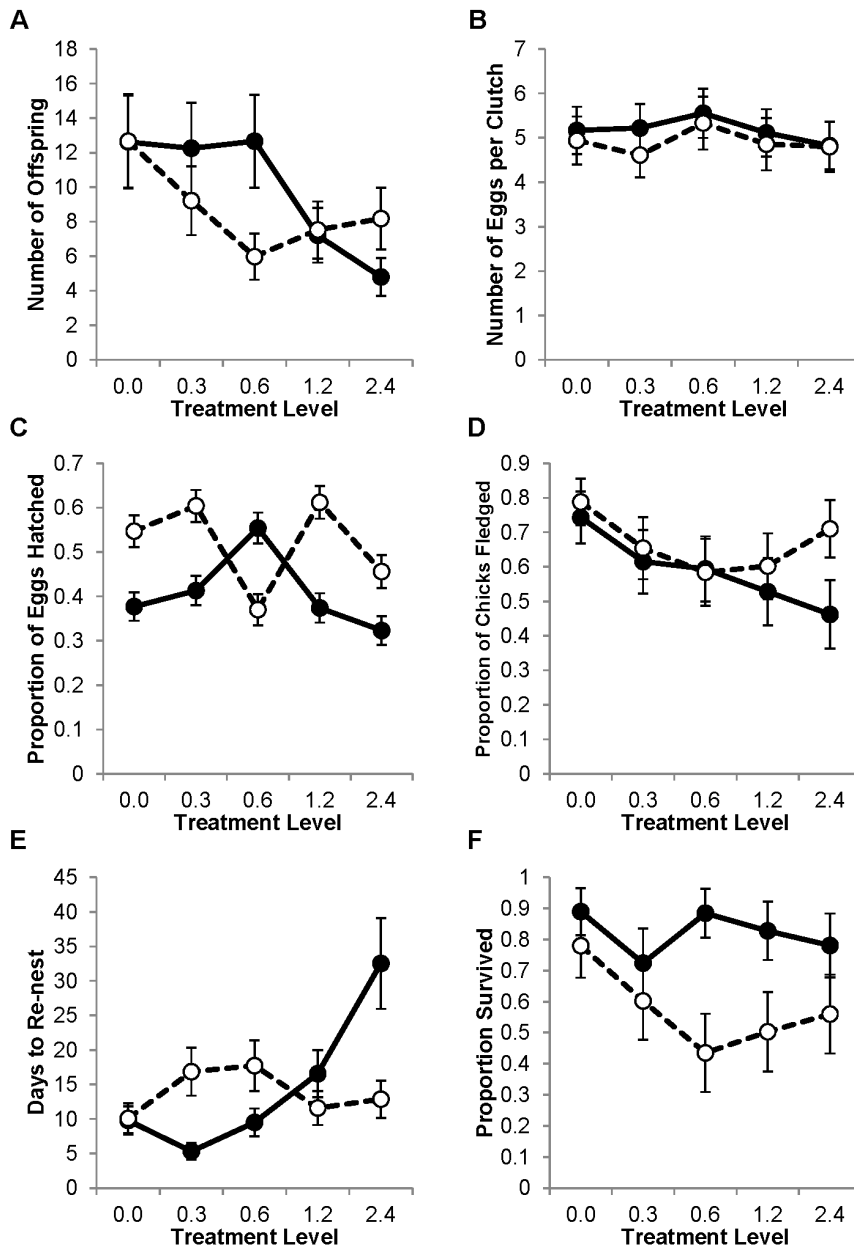 A
Number of Offspring
18
16
14
12
10
8
6
4
2
0
0.0 0.3 0.6 1.2 2.4
Treatment Level
B
Number of Eggs per Clutch
7
6
5
4
3
2
1
0
0.0 0.3 0.6 1.2 2.4
Treatment Level
C
Proportion of Eggs Hatched
0.7
0.6
0.5
0.4
0.3
0.2
0.1
0
0.0 0.3 0.6 1.2 2.4
Treatment Level
D
Proportion of Chicks Fledged
0.9
0.8
0.7
0.6
0.5
0.4
0.3
0.2
0.1
0
0.0 0.3 0.6 1.2 2.4
Treatment Level
E
Days to Re-nest
45
40
35
30
25
20
15
10
5
0
0.0 0.3 0.6 1.2 2.4
Treatment Level
F
Proportion Survived
1
0.9
0.8
0.7
0.6
0.5
0.4
0.3
0.2
0.1
0
0.0 0.3 0.6 1.2 2.4
Treatment Level